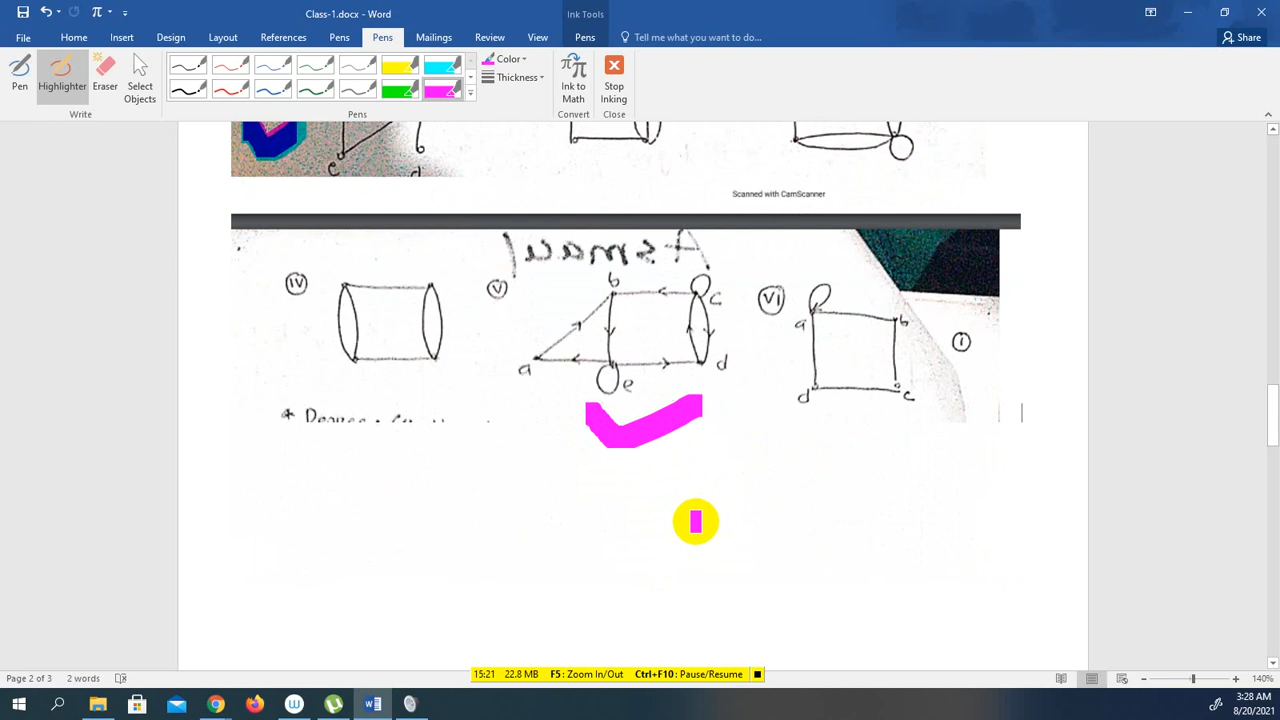 Chap-1.docx - Word
Ink Tools
File
Home
Insert
Design
Layout
References
Pens
Mailings
Review
View
Pens
Tell me what you want to do...
Share
Pen
Highlighter
Eraser
Select
Objects
Color
Thickness
Ink to
Math
Stop
Inking
Write
Pens
Convert
Close
e
d
Scanned with CamScanner
iv
v
b
c
a
e
d
vi
a
b
d
c
i
Page 2 of 3
2 words
15:21
22.8 MB
F5: Zoom In/Out
Ctrl+F10: Pause/Resume
140%
3:28 AM
8/20/2021